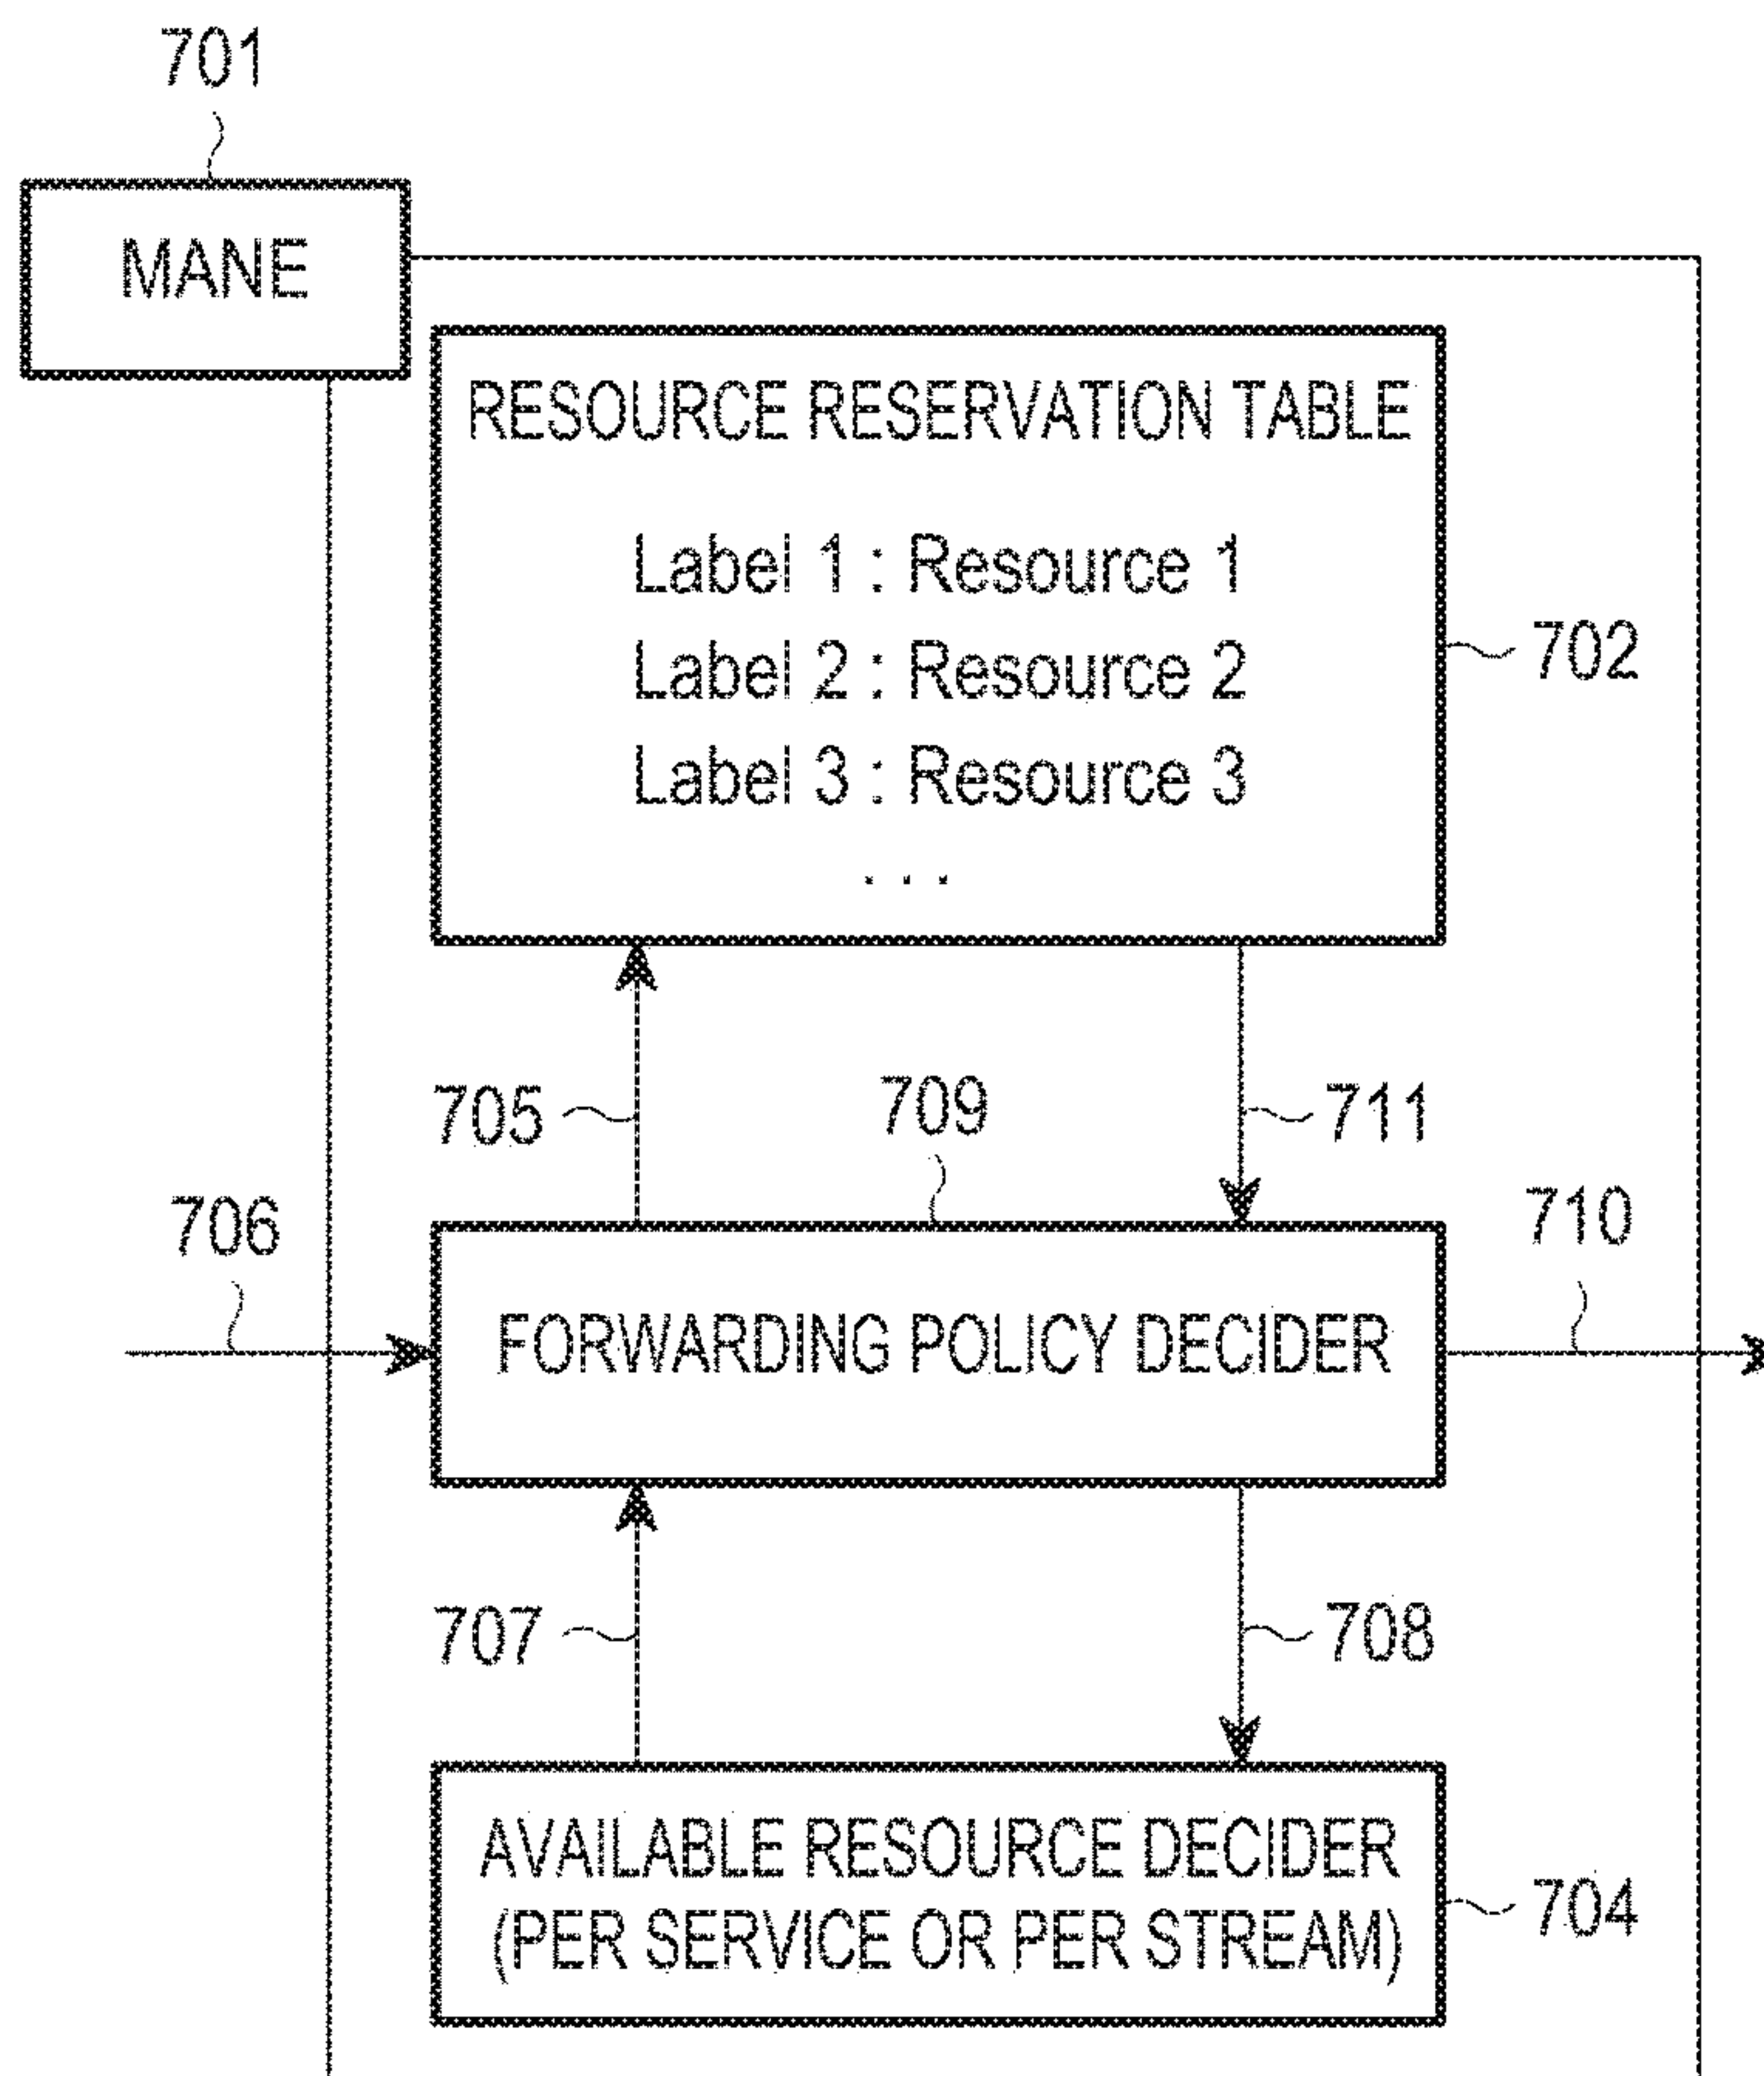 701
MANE
RESOURCE RESERVATION TABLE
Label 1 : Resource 1
Label 2 : Resource 2
702
Label 3 : Resource 3
. . .
705
709
711
706
710
FORWARDING POLICY DECIDER
707
708
AVAILABLE RESOURCE DECIDER
(PER SERVICE OR PER STREAM)
704